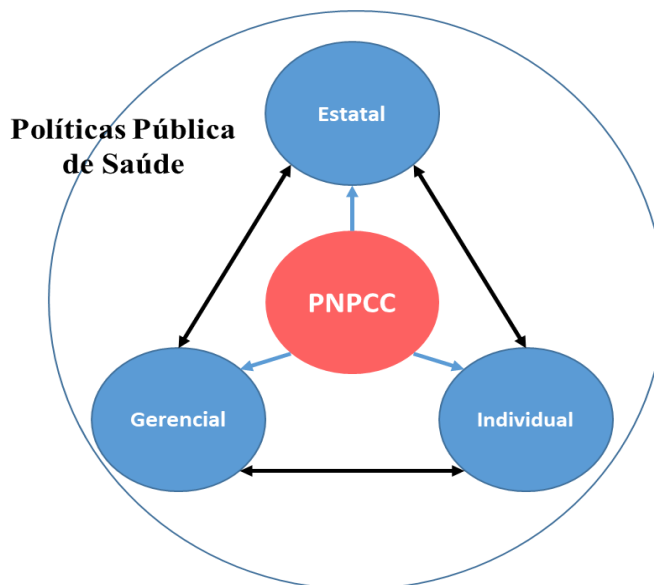 Estatal
Políticas Pública
de Saúde
PNPCC
Gerencial
Individual